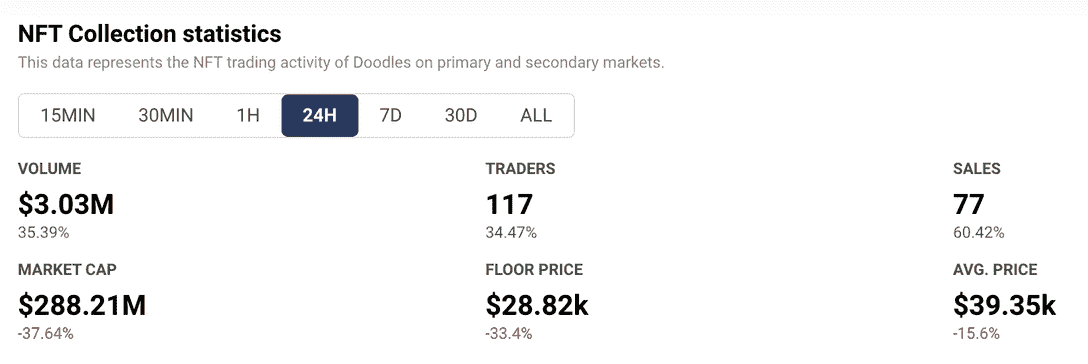 NFT Collection statistics
This data represents the NFT trading activity of Doodles on primary and secondary markets.
15MIN 30MIN 1H 24H 7D 30D ALL
VOLUME TRADERS SALES
$3.03M 117 77
35.39% 34.47% 60.42%
MARKET CAP FLOOR PRICE AVG. PRICE
$288.21M $28.82k $39.35k
-37.64% -33.4% -15.6%